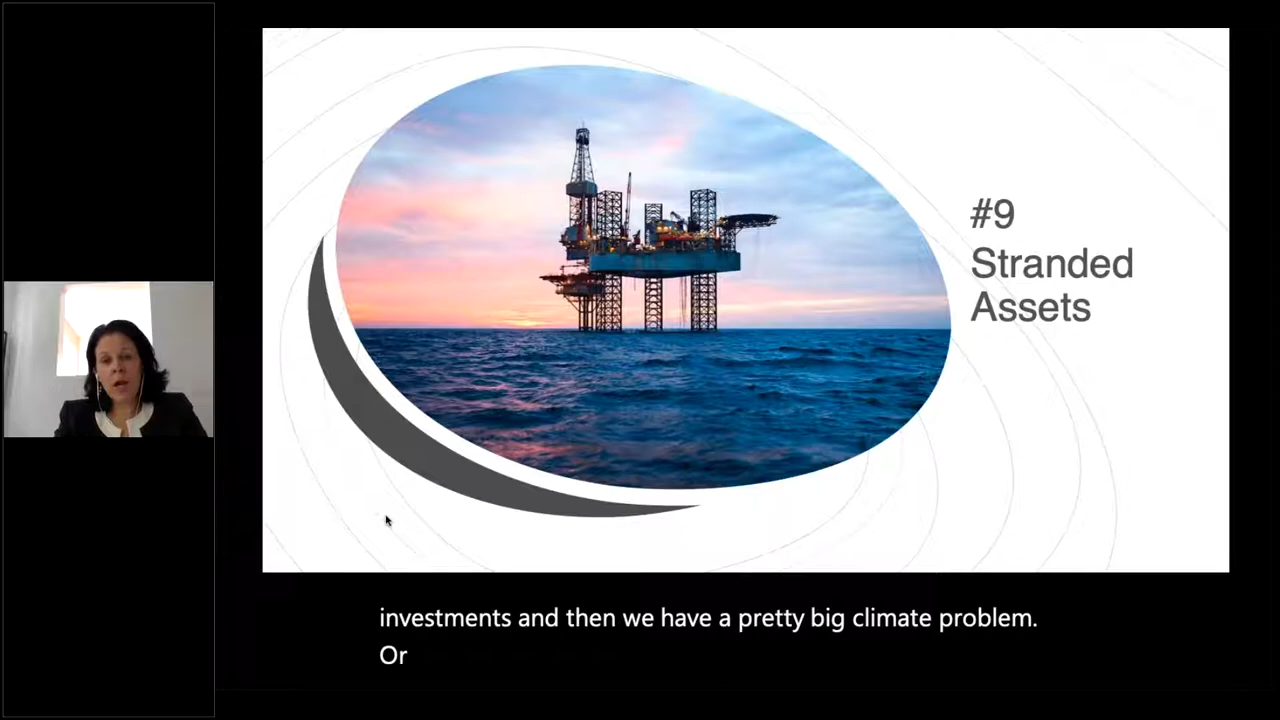 #9
Stranded
Assets
investments and then we have a pretty big climate problem.
Or